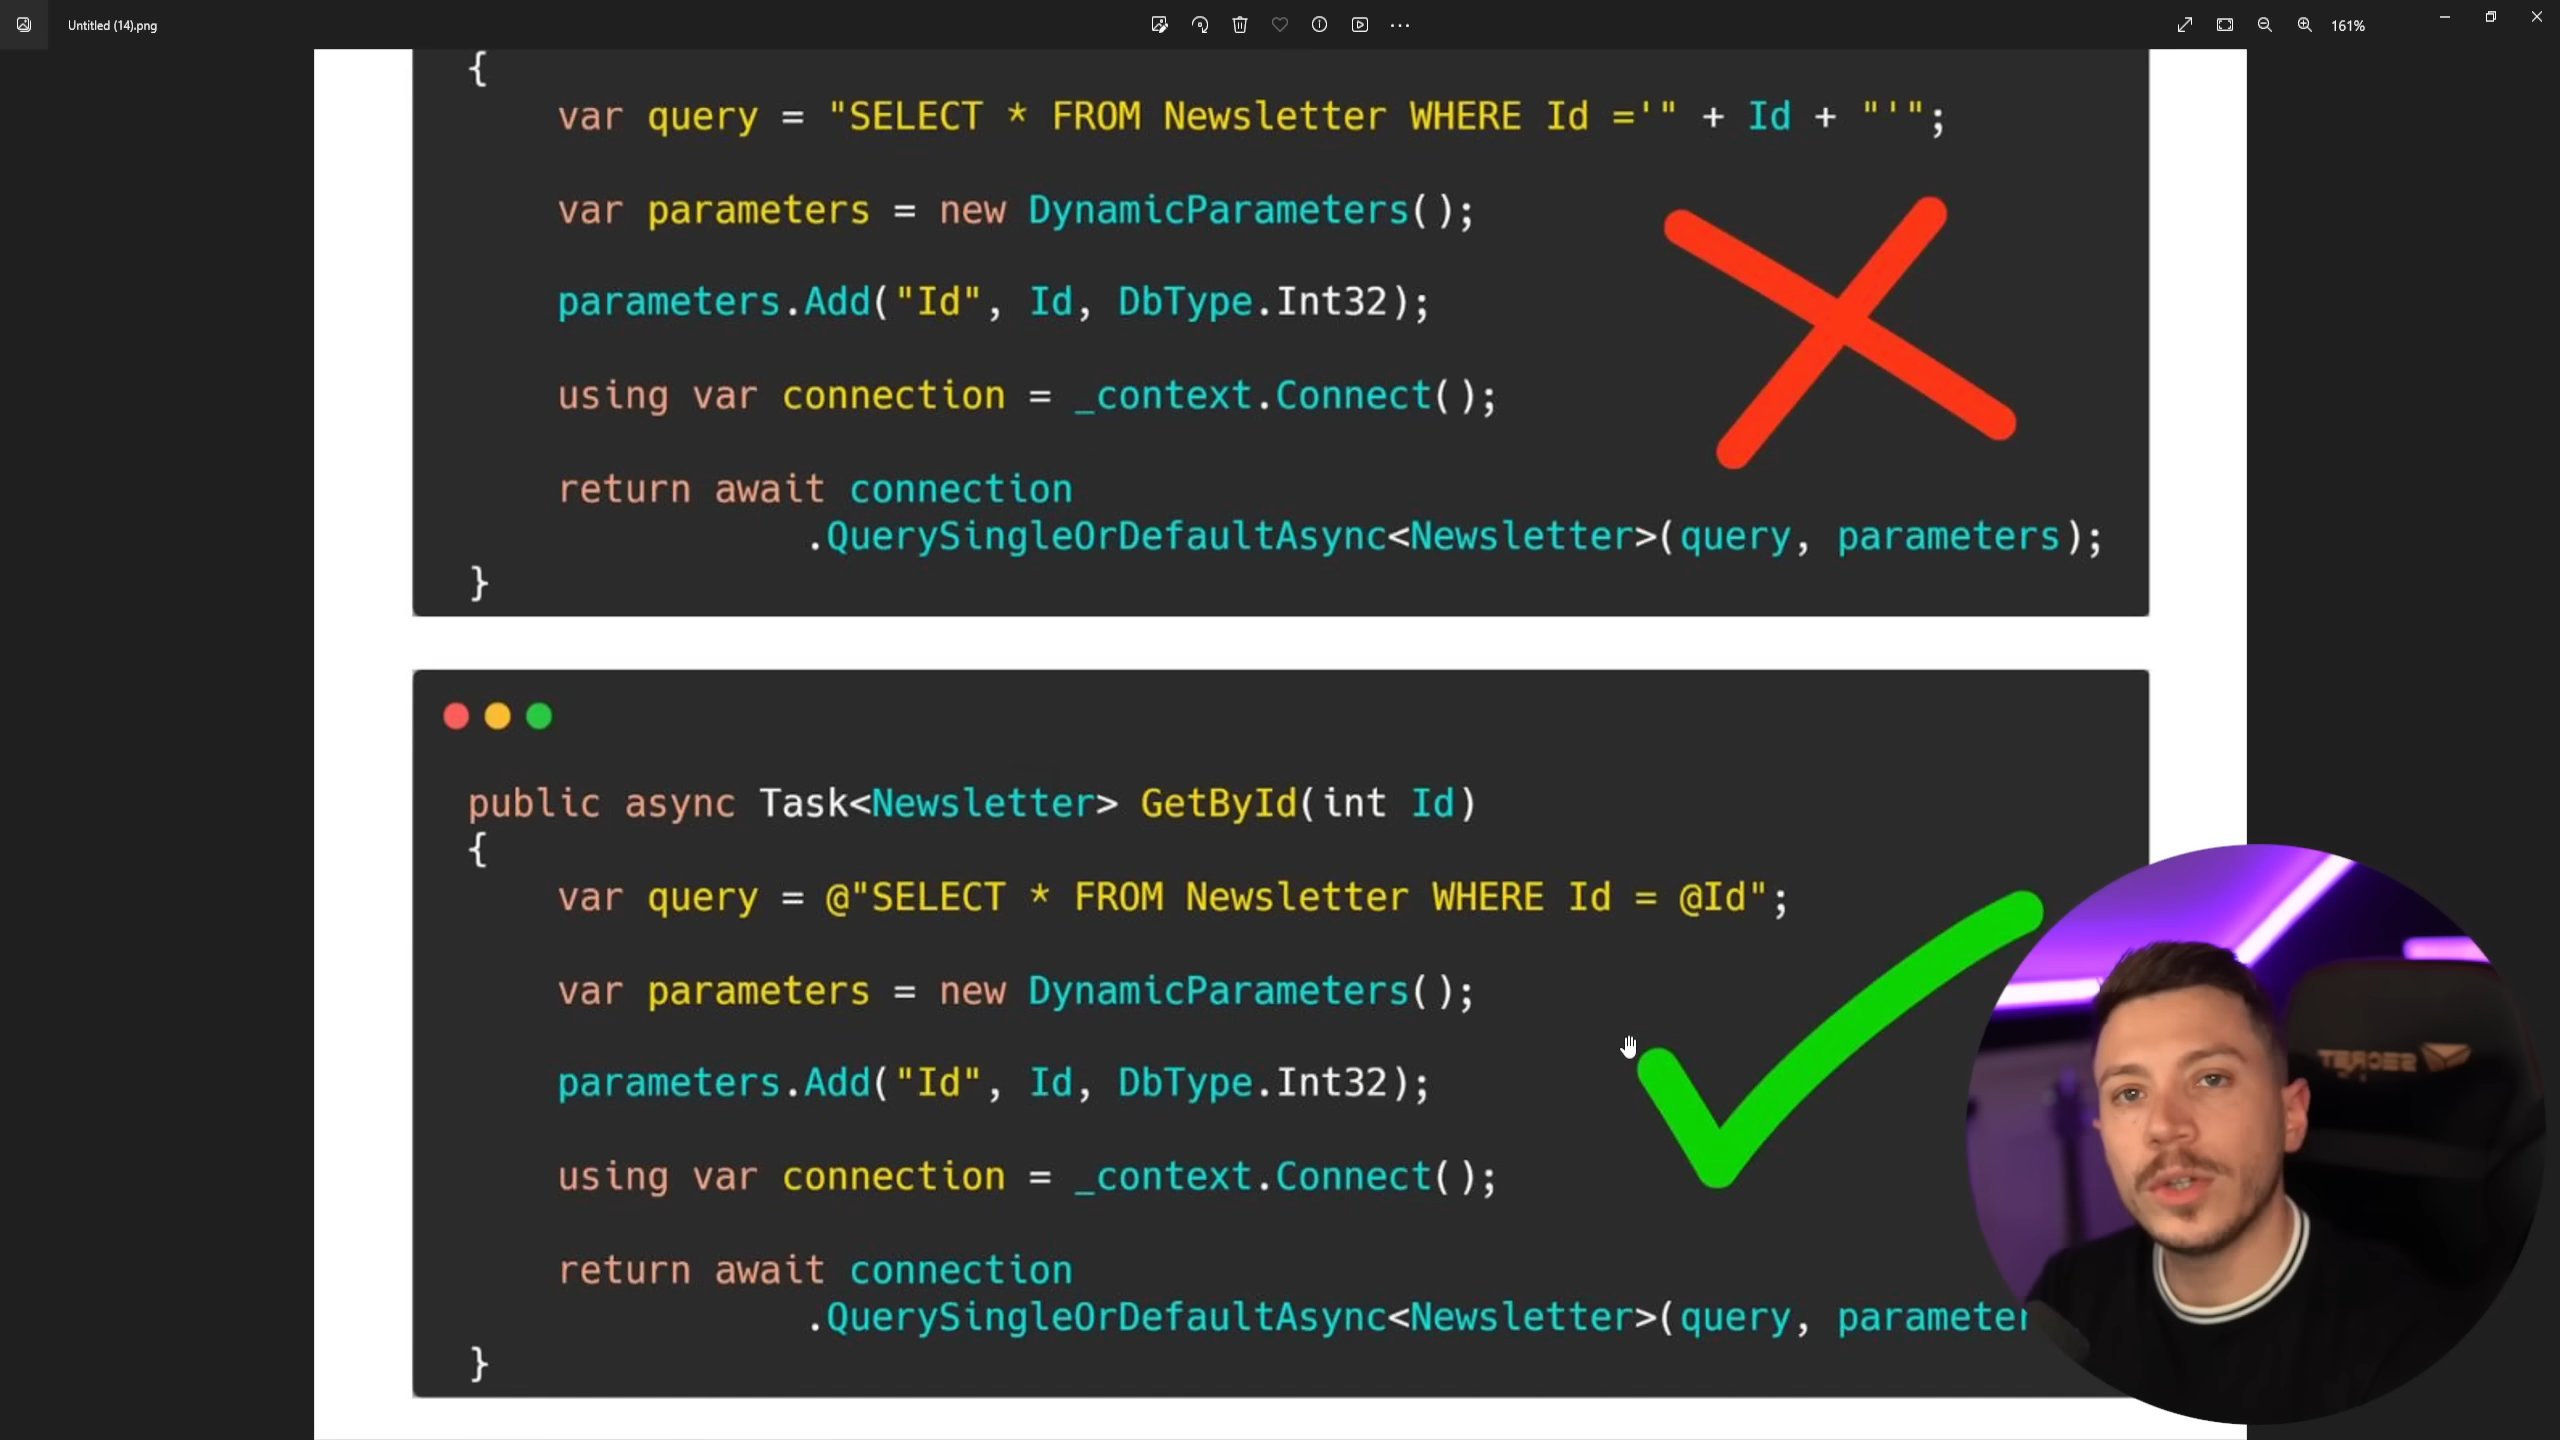 Untitled (14).png
161%
{
var query = "SELECT * FROM Newsletter WHERE Id ='" + Id + "'";
var parameters = new DynamicParameters();
parameters.Add("Id", Id, DbType.Int32);
using var connection = _context.Connect();
return await connection
.QuerySingleOrDefaultAsync<Newsletter>(query, parameters);
}
public async Task<Newsletter> GetById(int Id)
{
var query = @"SELECT * FROM Newsletter WHERE Id = @Id";
var parameters = new DynamicParameters();
parameters.Add("Id", Id, DbType.Int32);
using var connection = _context.Connect();
return await connection
.QuerySingleOrDefaultAsync<Newsletter>(query, parameter
}